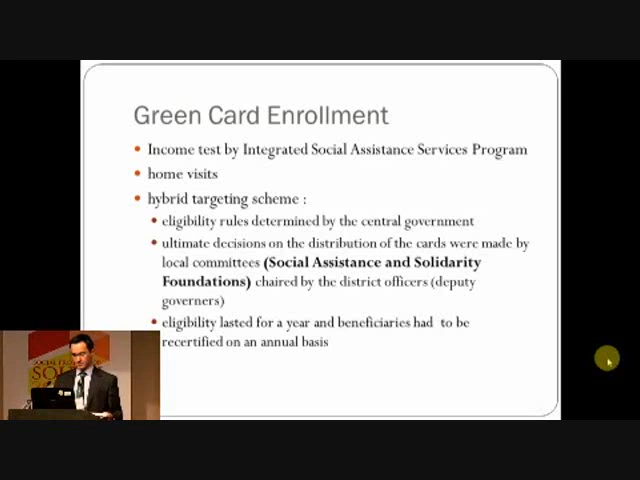 Green Card Enrollment
• Income test by Integrated Social Assistance Services Program
• home visits
• hybrid targeting scheme :
• eligibility rules determined by the central government
• ultimate decisions on the distribution of the cards were made by
local committees (Social Assistance and Solidarity
Foundations) chaired by the district officers (deputy
governers)
• eligibility lasted for a year and beneficiaries had to be
recertified on an annual basis